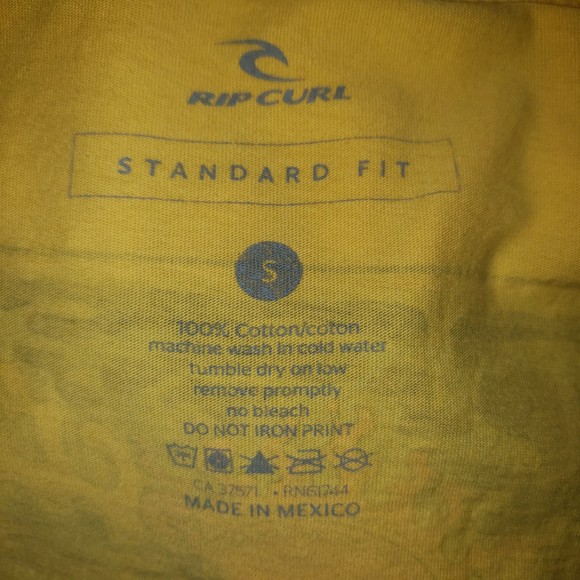 RIP CURL
STANDARD FIT
S
100% Cotton/coton
machine wash in cold water
tumble dry on low
remove promptly
no bleach
DO NOT IRON PRINT
CA 37571 • RN61744
MADE IN MEXICO